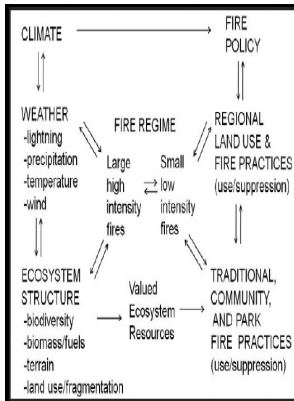 CLIMATE
FIRE
POLICY
WEATHER
-lightning
-precipitation
-temperature
-wind
FIRE REGIME
Large
high
intensity
fires
Small
low
intensity
fires
REGIONAL
LAND USE &
FIRE PRACTICES
(use/suppression)
ECOSYSTEM
STRUCTURE
-biodiversity
-biomass/fuels
-terrain
-land use/fragmentation
Valued
Ecosystem
Resources
TRADITIONAL,
COMMUNITY,
AND PARK
FIRE PRACTICES
(use/suppression)